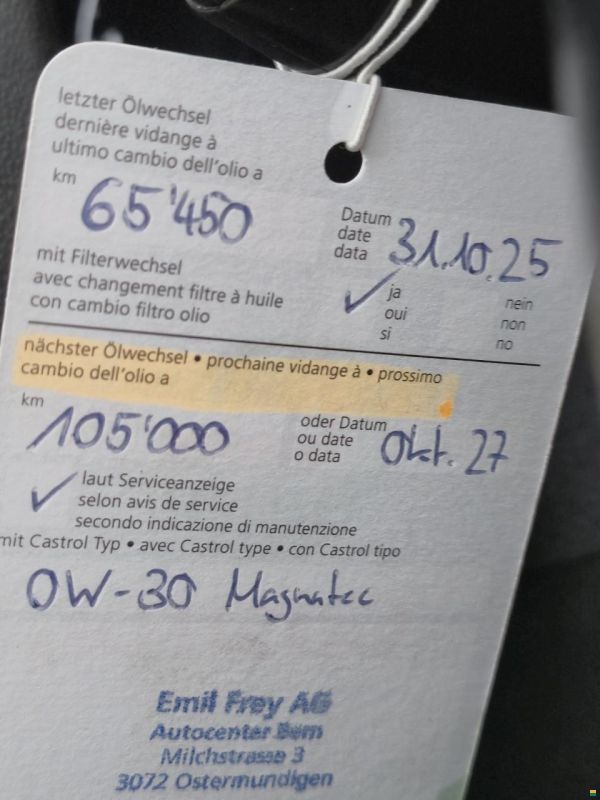 letzter Ölwechsel
dernière vidange à
ultimo cambio dell'olio a
km 65'450
Datum
date
data
31.10.25
mit Filterwechsel
avec changement filtre à huile
con cambio filtro olio
✓ ja
oui
si
nein
non
no
nächster Ölwechsel • prochaine vidange à • prossimo
cambio dell'olio a
km
105'000
oder Datum
ou date
o data
Okt. 27
✓ laut Serviceanzeige
selon avis de service
secondo indicazione di manutenzione
mit Castrol Typ • avec Castrol type • con Castrol tipo
0W-30 Magnatec
Emil Frey AG
Autocenter Bern
Milchstrasse 3
3072 Ostermundigen